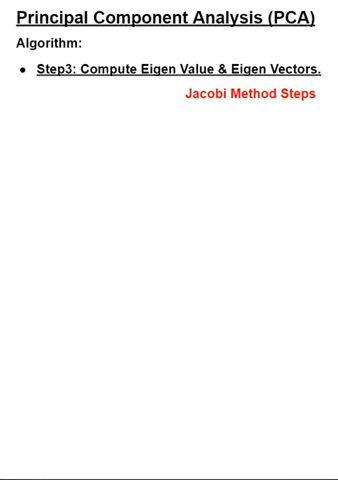 Principal Component Analysis (PCA)
Algorithm:
● Step3: Compute Eigen Value & Eigen Vectors.
Jacobi Method Steps